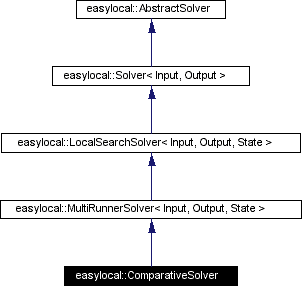 easylocal::AbstractSolver
easylocal::Solver< Input, Output >
easylocal::LocalSearchSolver< Input, Output, State >
easylocal::MultiRunnerSolver< Input, Output, State >
easylocal::ComparativeSolver